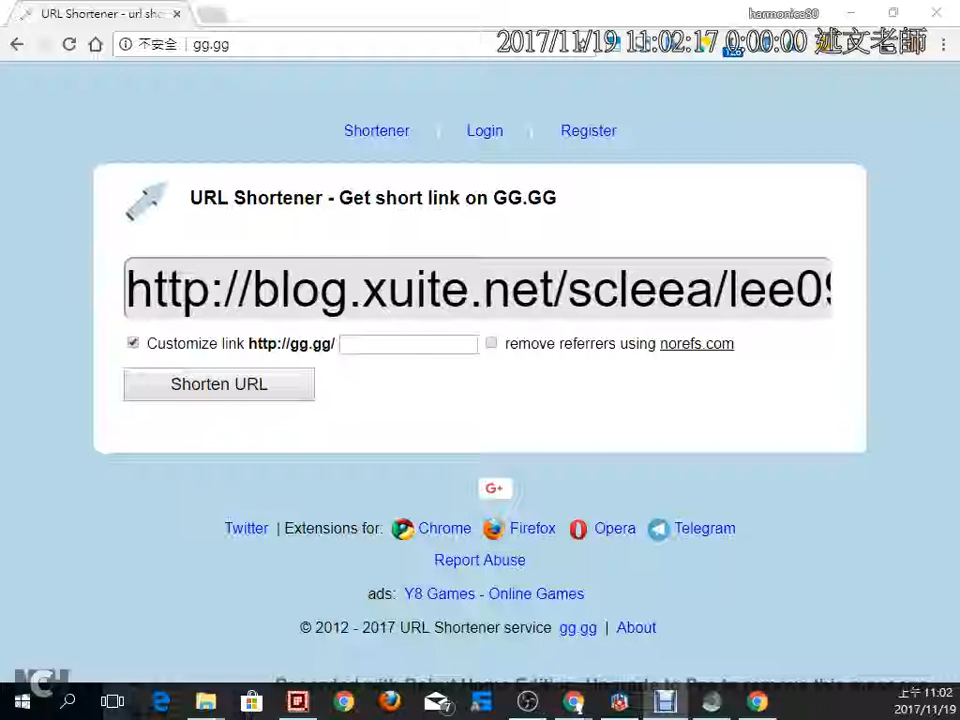 URL Shortener - url sho
harmonica80
不安全 | gg.gg
2017/11/19 11:02:17 0:00:00 述文老師
Shortener | Login | Register
URL Shortener - Get short link on GG.GG
http://blog.xuite.net/scleea/lee09
Customize link http://gg.gg/ remove referrers using norefs.com
Shorten URL
G+
Twitter | Extensions for: Chrome Firefox Opera Telegram
Report Abuse
ads: Y8 Games - Online Games
© 2012 - 2017 URL Shortener service gg.gg | About
上午 11:02
2017/11/19